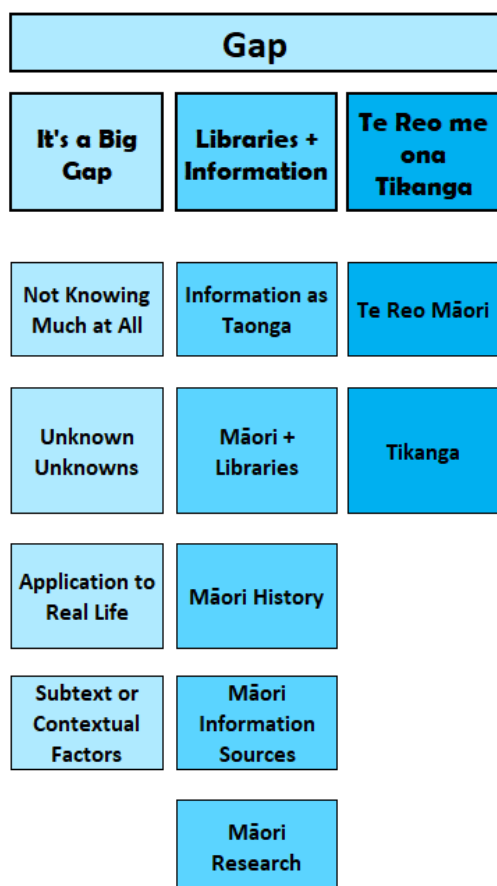 Gap
It's a Big
Gap
Libraries +
Information
Te Reo me
ona
Tikanga
Not Knowing
Much at All
Information as
Taonga
Te Reo Māori
Unknown
Unknowns
Māori +
Libraries
Tikanga
Application to
Real Life
Māori History
Subtext or
Contextual
Factors
Māori
Information
Sources
Māori
Research